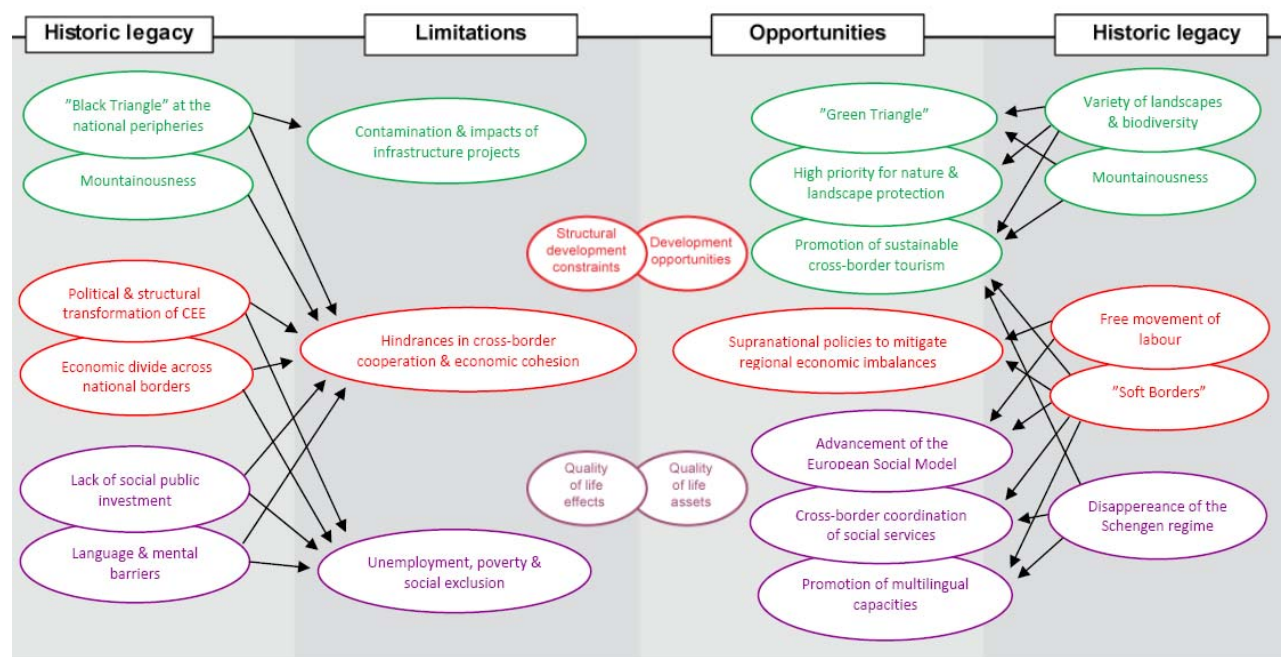 Historic legacy
Limitations
Opportunities
Historic legacy
"Black Triangle" at the
national peripheries
Mountainousness
Contamination & impacts of
infrastructure projects
"Green Triangle"
High priority for nature &
landscape protection
Promotion of sustainable
cross-border tourism
Variety of landscapes
& biodiversity
Mountainousness
Structural
development
constraints
Development
opportunities
Political & structural
transformation of CEE
Economic divide across
national borders
Hindrances in cross-border
cooperation & economic cohesion
Supranational policies to mitigate
regional economic imbalances
Free movement of
labour
"Soft Borders"
Lack of social public
investment
Language & mental
barriers
Unemployment, poverty &
social exclusion
Quality
of life
effects
Quality
of life
assets
Advancement of the
European Social Model
Cross-border coordination
of social services
Promotion of multilingual
capacities
Disappereance of the
Schengen regime